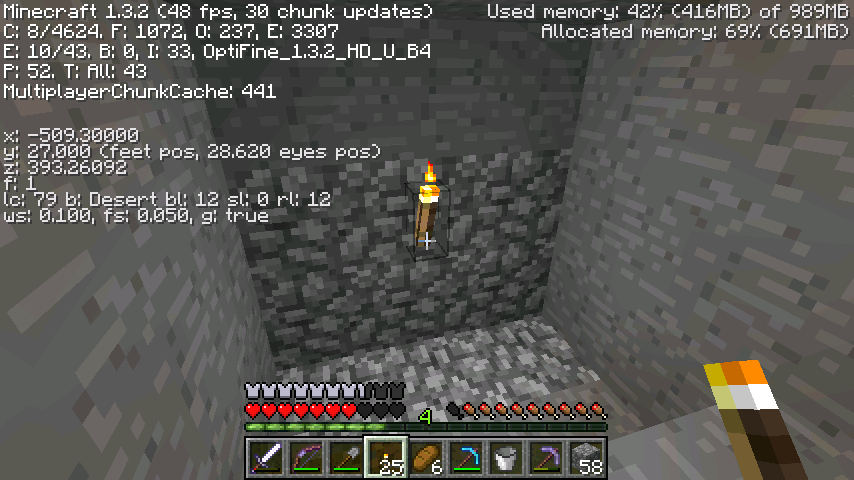 Minecraft 1.3.2 (48 fps, 30 chunk updates)
C: 8/4624, F: 1072, O: 237, E: 3307
E: 10/43, B: 0, I: 33, OptiFine_1.3.2_HD_U_B4
P: 52, T: All: 43
MultiplayerChunkCache: 441
Used memory: 42% (416MB) of 989MB
Allocated memory: 69% (691MB)
x: -509.30000
y: 27.000 (feet pos, 28.620 eyes pos)
z: 393.26092
f: 1
lc: 79 b: Desert bl: 12 sl: 0 rl: 12
ws: 0.100, fs: 0.050, g: true
4
25
6
58